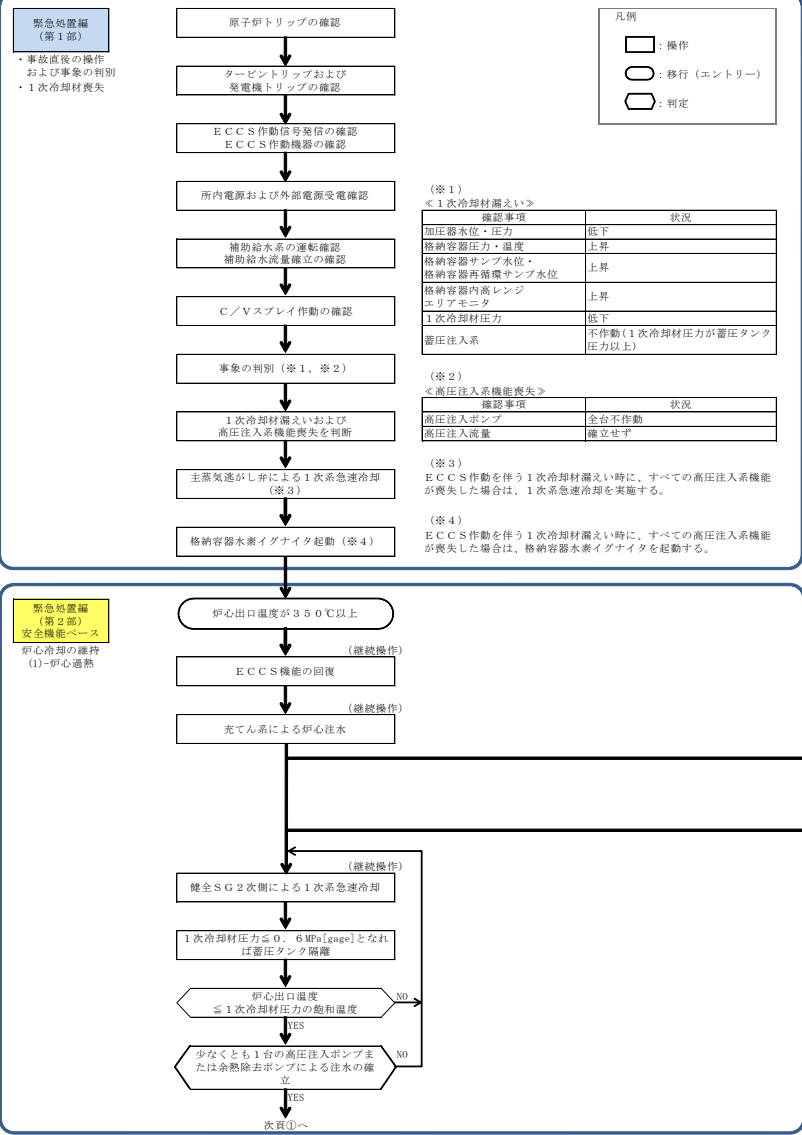 緊急処置編
（第１部）
・事故直後の操作
および事象の判別
・１次冷却材喪失
原子炉トリップの確認
タービントリップおよび
発電機トリップの確認
ＥＣＣＳ作動信号発信の確認
ＥＣＣＳ作動機器の確認
所内電源および外部電源受電確認
補助給水系の運転確認
補助給水流量確立の確認
Ｃ／Ｖスプレイ作動の確認
事象の判別（※１，※２）
１次冷却材漏えいおよび
高圧注入系機能喪失を判断
主蒸気逃がし弁による１次系急速冷却
（※３）
格納容器水素イグナイタ起動（※４）
凡例
：操作
：移行（エントリー）
：判定
（※１）
≪１次冷却材漏えい≫
確認事項 状況
加圧器水位・圧力 低下
格納容器圧力・温度 上昇
格納容器サンプ水位・
格納容器再循環サンプ水位 上昇
格納容器内高レンジ
エリアモニタ 上昇
１次冷却材圧力 低下
蓄圧注入系 不作動（１次冷却材圧力が蓄圧タンク
圧力以上）
（※２）
≪高圧注入系機能喪失≫
確認事項 状況
高圧注入ポンプ 全台不作動
高圧注入流量 確立せず
（※３）
ＥＣＣＳ作動を伴う１次冷却材漏えい時に、すべての高圧注入系機能
が喪失した場合は、１次系急速冷却を実施する。
（※４）
ＥＣＣＳ作動を伴う１次冷却材漏えい時に、すべての高圧注入系機能
が喪失した場合は、格納容器水素イグナイタを起動する。
緊急処置編
（第２部）
安全機能ベース
炉心冷却の維持
(1)-炉心過熱
炉心出口温度が３５０℃以上
（継続操作）
ＥＣＣＳ機能の回復
（継続操作）
充てん系による炉心注水
（継続操作）
健全ＳＧ２次側による１次系急速冷却
１次冷却材圧力≦０．６MPa[gage]となれ
ば蓄圧タンク隔離
炉心出口温度
≦１次冷却材圧力の飽和温度
NO
YES
少なくとも１台の高圧注入ポンプま
たは余熱除去ポンプによる注水の確
立
NO
YES
次頁①へ